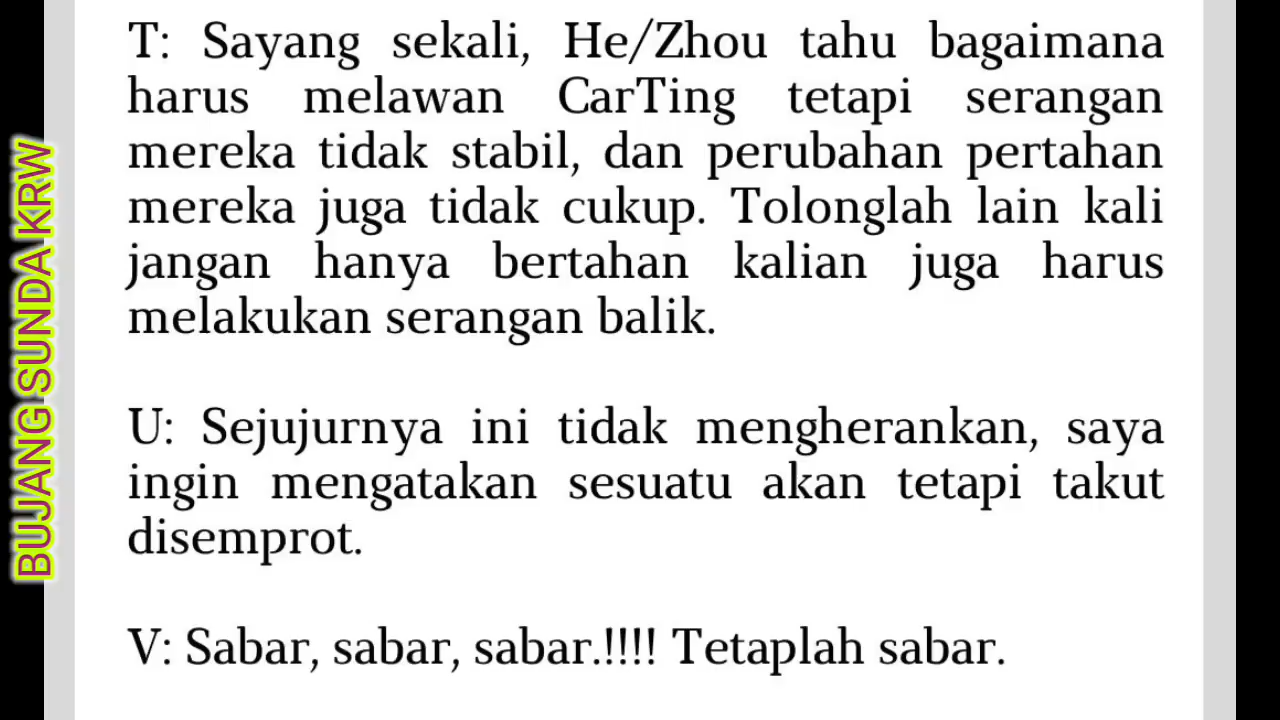 T: Sayang sekali, He/Zhou tahu bagaimana
harus melawan CarTing tetapi serangan
mereka tidak stabil, dan perubahan pertahan
mereka juga tidak cukup. Tolonglah lain kali
jangan hanya bertahan kalian juga harus
melakukan serangan balik.
U: Sejujurnya ini tidak mengherankan, saya
ingin mengatakan sesuatu akan tetapi takut
disemprot.
V: Sabar, sabar, sabar.!!!! Tetaplah sabar.
BUJANG SUNDA KRW